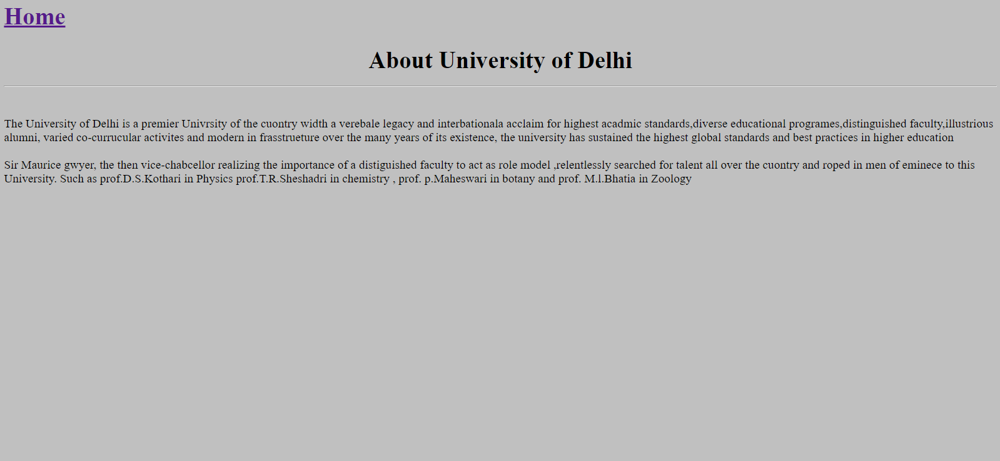 Home
About University of Delhi
The University of Delhi is a premier Univrsity of the cuontry width a verebale legacy and interbationala acclaim for highest acadmic standards,diverse educational programes,distinguished faculty,illustrious
alumni, varied co-currucular activites and modern in frasstrueture over the many years of its existence, the university has sustained the highest global standards and best practices in higher education
Sir Maurice gwyer, the then vice-chabcellor realizing the importance of a distiguished faculty to act as role model ,relentlessly searched for talent all over the cuontry and roped in men of eminece to this
University. Such as prof.D.S.Kothari in Physics prof.T.R.Sheshadri in chemistry , prof. p.Maheswari in botany and prof. M.l.Bhatia in Zoology